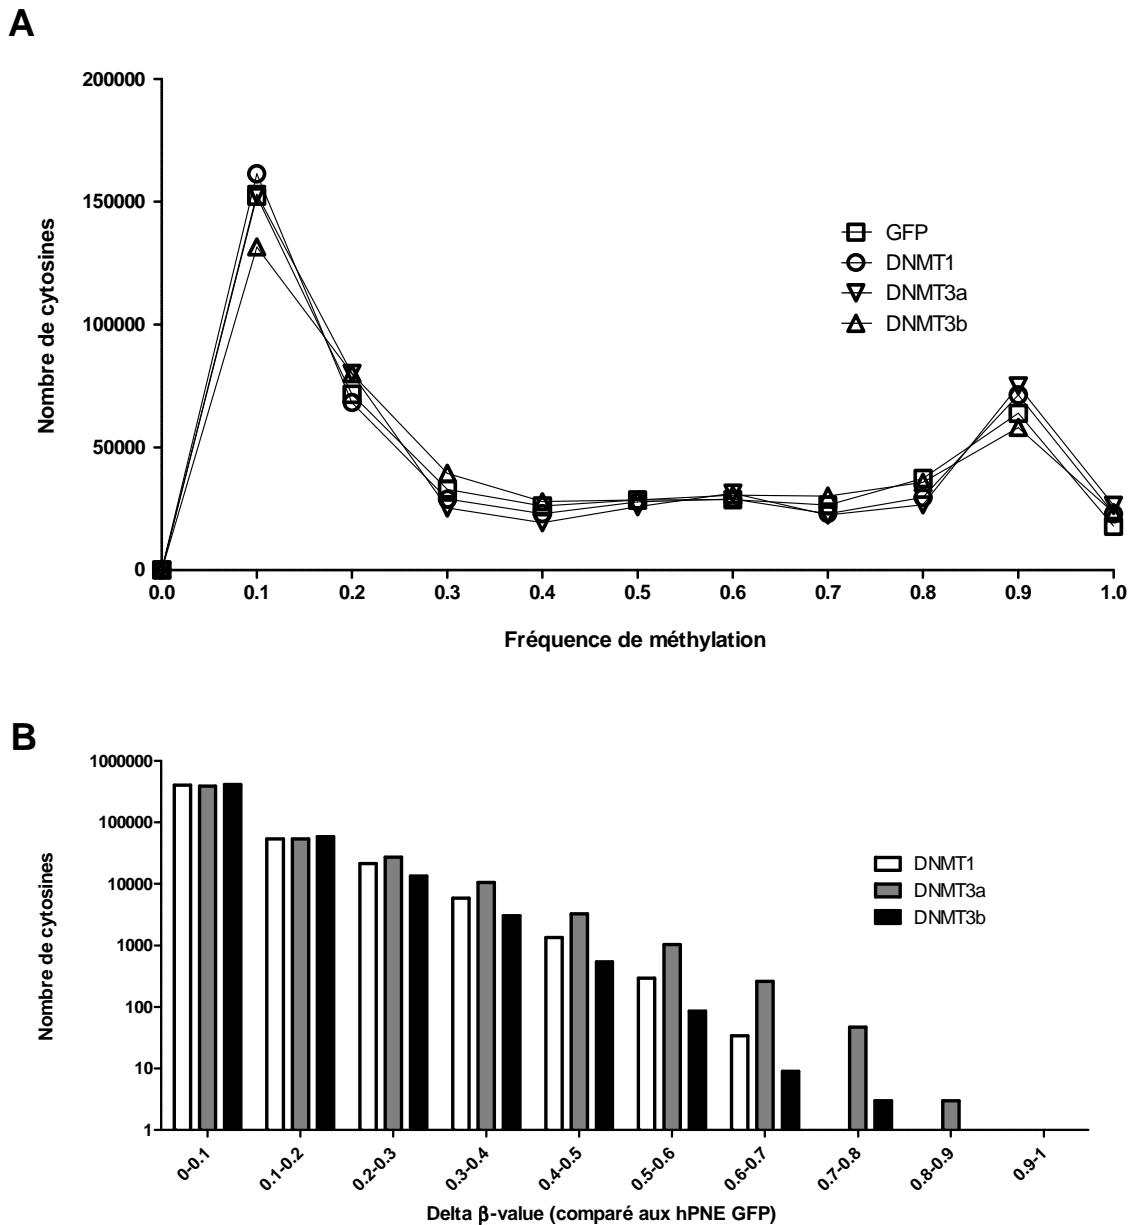 A
200000
150000
100000
50000
0
Nombre de cytosines
0.0 0.1 0.2 0.3 0.4 0.5 0.6 0.7 0.8 0.9 1.0
Fréquence de méthylation
GFP
DNMT1
DNMT3a
DNMT3b
B
1000000
100000
10000
1000
100
10
1
Nombre de cytosines
0-0.1 0.1-0.2 0.2-0.3 0.3-0.4 0.4-0.5 0.5-0.6 0.6-0.7 0.7-0.8 0.8-0.9 0.9-1
Delta β-value (comparé aux hPNE GFP)
DNMT1
DNMT3a
DNMT3b